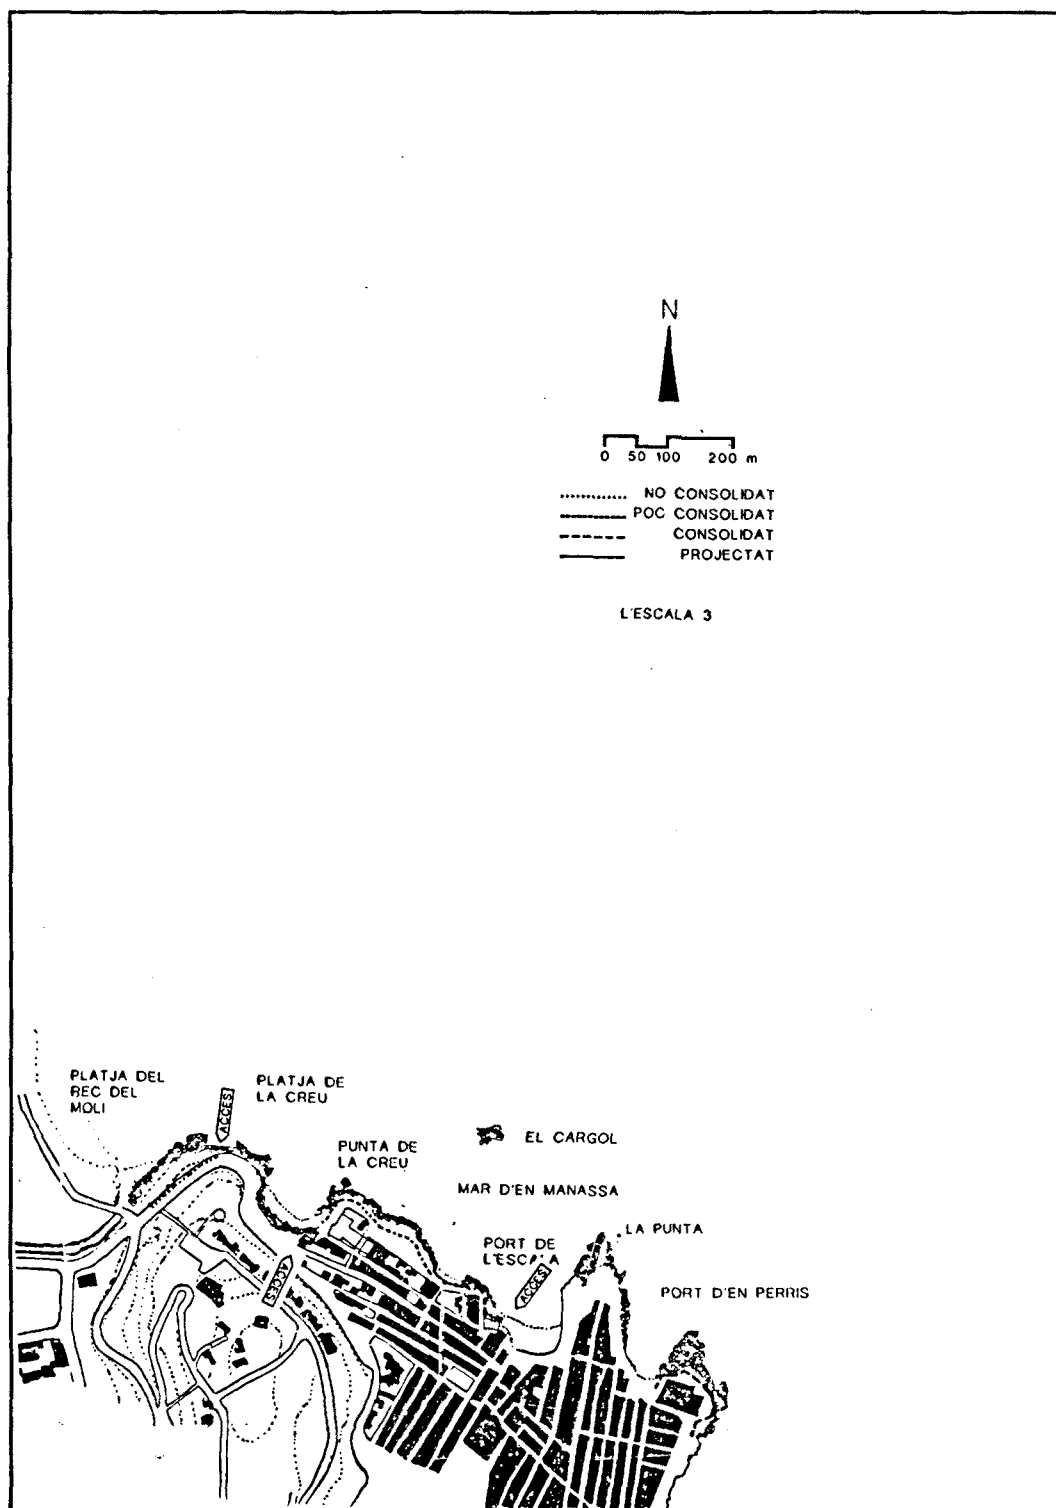 N
0 50 100 200 m
NO CONSOLIDAT
POC CONSOLIDAT
CONSOLIDAT
PROJECTAT
L'ESCALA 3
PLATJA DEL
REC DEL
MOLI
ACCES
PLATJA DE
LA CREU
PUNTA DE
LA CREU
EL CARGOL
MAR D'EN MANASSA
LA PUNTA
PORT DE
L'ESCALA
ACCES
ACCES
PORT D'EN PERRIS